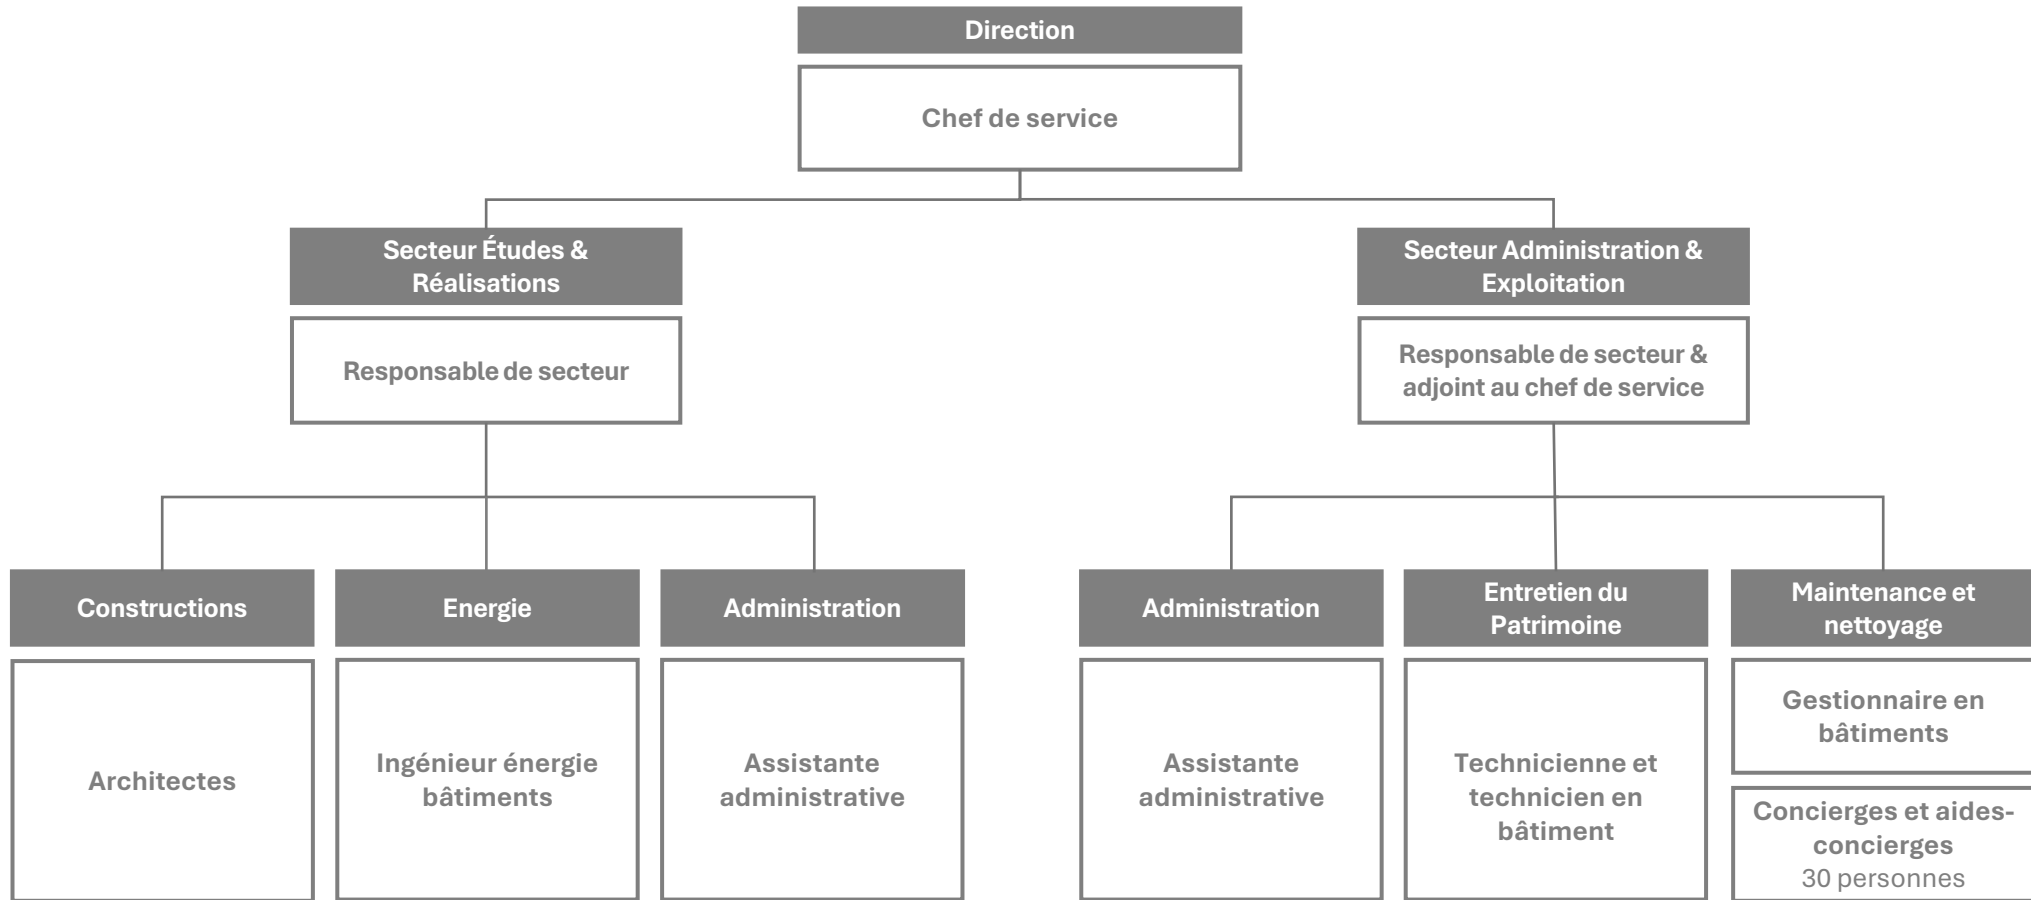 Direction
Chef de service
Secteur Études &
Réalisations
Responsable de secteur
Secteur Administration &
Exploitation
Responsable de secteur &
adjoint au chef de service
Constructions
Architectes
Energie
Ingénieur énergie
bâtiments
Administration
Assistante
administrative
Administration
Assistante
administrative
Entretien du
Patrimoine
Technicienne et
technicien en
bâtiment
Maintenance et
nettoyage
Gestionnaire en
bâtiments
Concierges et aides-
concierges
30 personnes